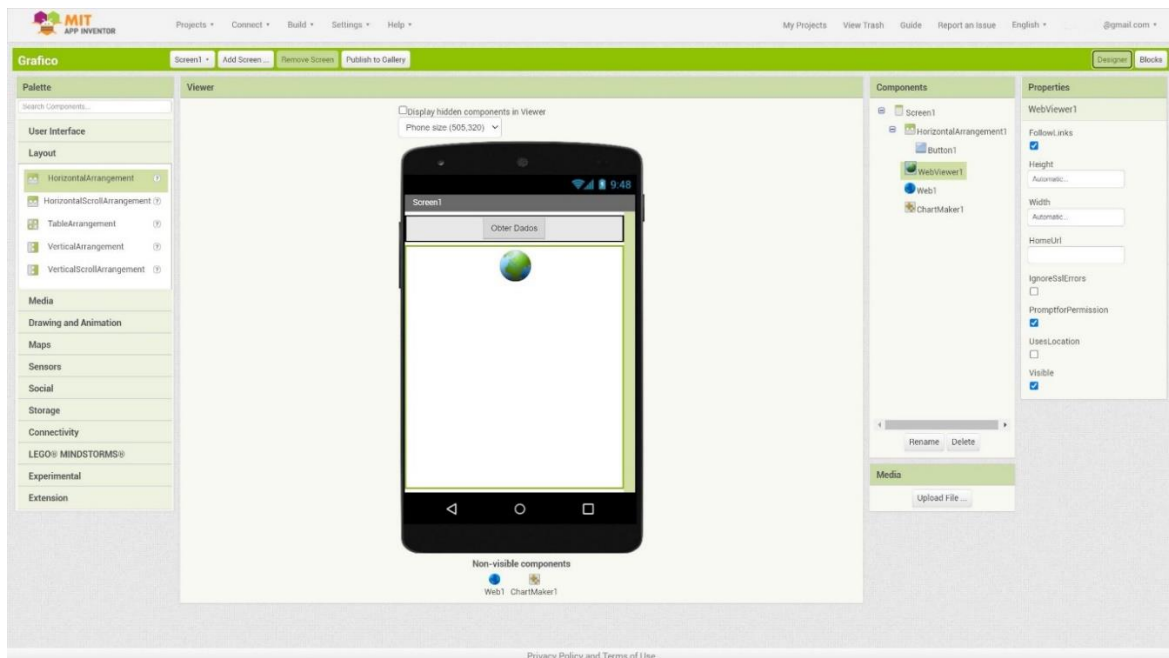 MIT
APP INVENTOR
Projects Connect Build Settings Help
My Projects View Trash Guide Report an Issue English @gmail.com
Grafico
Screen1 Add Screen ... Remove Screen Publish to Gallery
Designer Blocks
Palette
Search Components...
User Interface
Layout
HorizontalArrangement
HorizontalScrollArrangement
TableArrangement
VerticalArrangement
VerticalScrollArrangement
Media
Drawing and Animation
Maps
Sensors
Social
Storage
Connectivity
LEGO® MINDSTORMS®
Experimental
Extension
Viewer
Display hidden components in Viewer
Phone size (505,320)
9:48
Screen1
Obter Dados
Non-visible components
Web1 ChartMaker1
Components
Screen1
HorizontalArrangement1
Button1
WebViewer1
Web1
ChartMaker1
Rename Delete
Media
Upload File ...
Properties
WebViewer1
FollowLinks
Height
Automatic...
Width
Automatic...
HomeUrl
IgnoreSslErrors
PromptforPermission
UsesLocation
Visible
Privacy Policy and Terms of Use